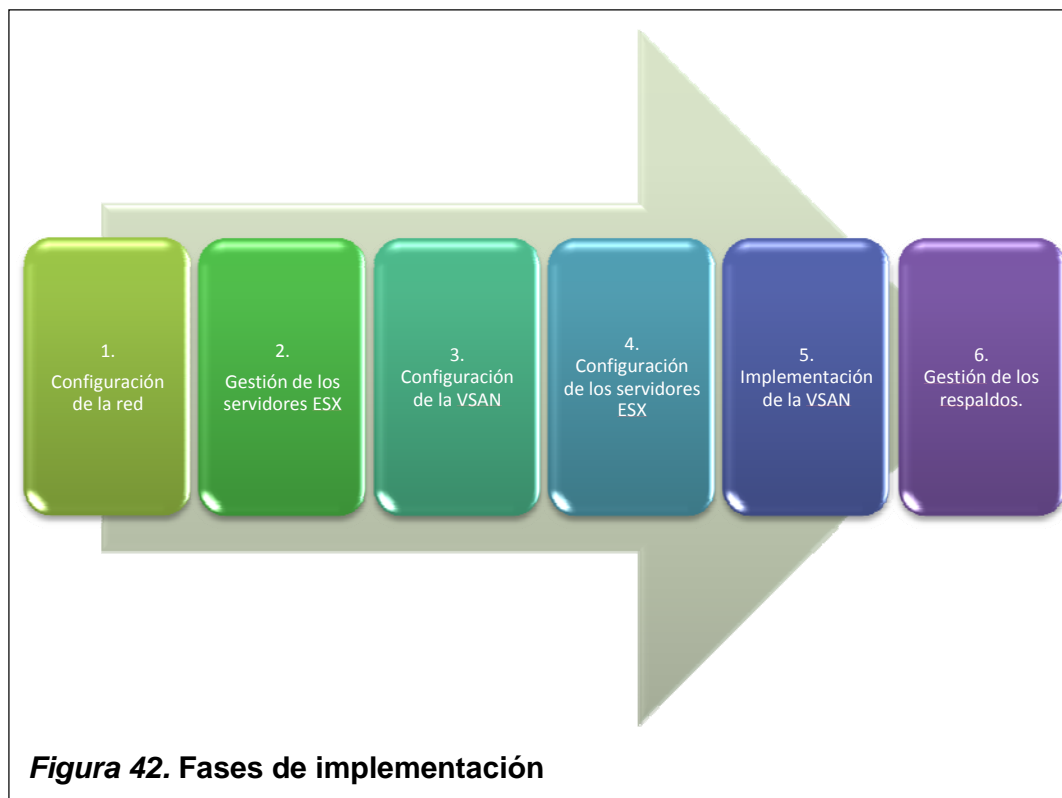 1.
Configuración
de la red
2.
Gestión de los
servidores ESX
3.
Configuración
de la VSAN
4.
Configuración
de los servidores
ESX
5.
Implementación
de la VSAN
6.
Gestión de los
respaldos.
Figura 42. Fases de implementación